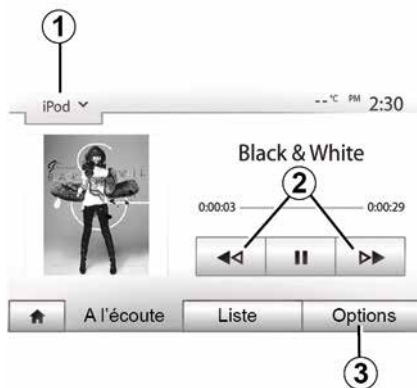 1
iPod
--°C PM 2:30
Black & White
2
0:00:03 0:00:29
A l'écoute Liste Options
3